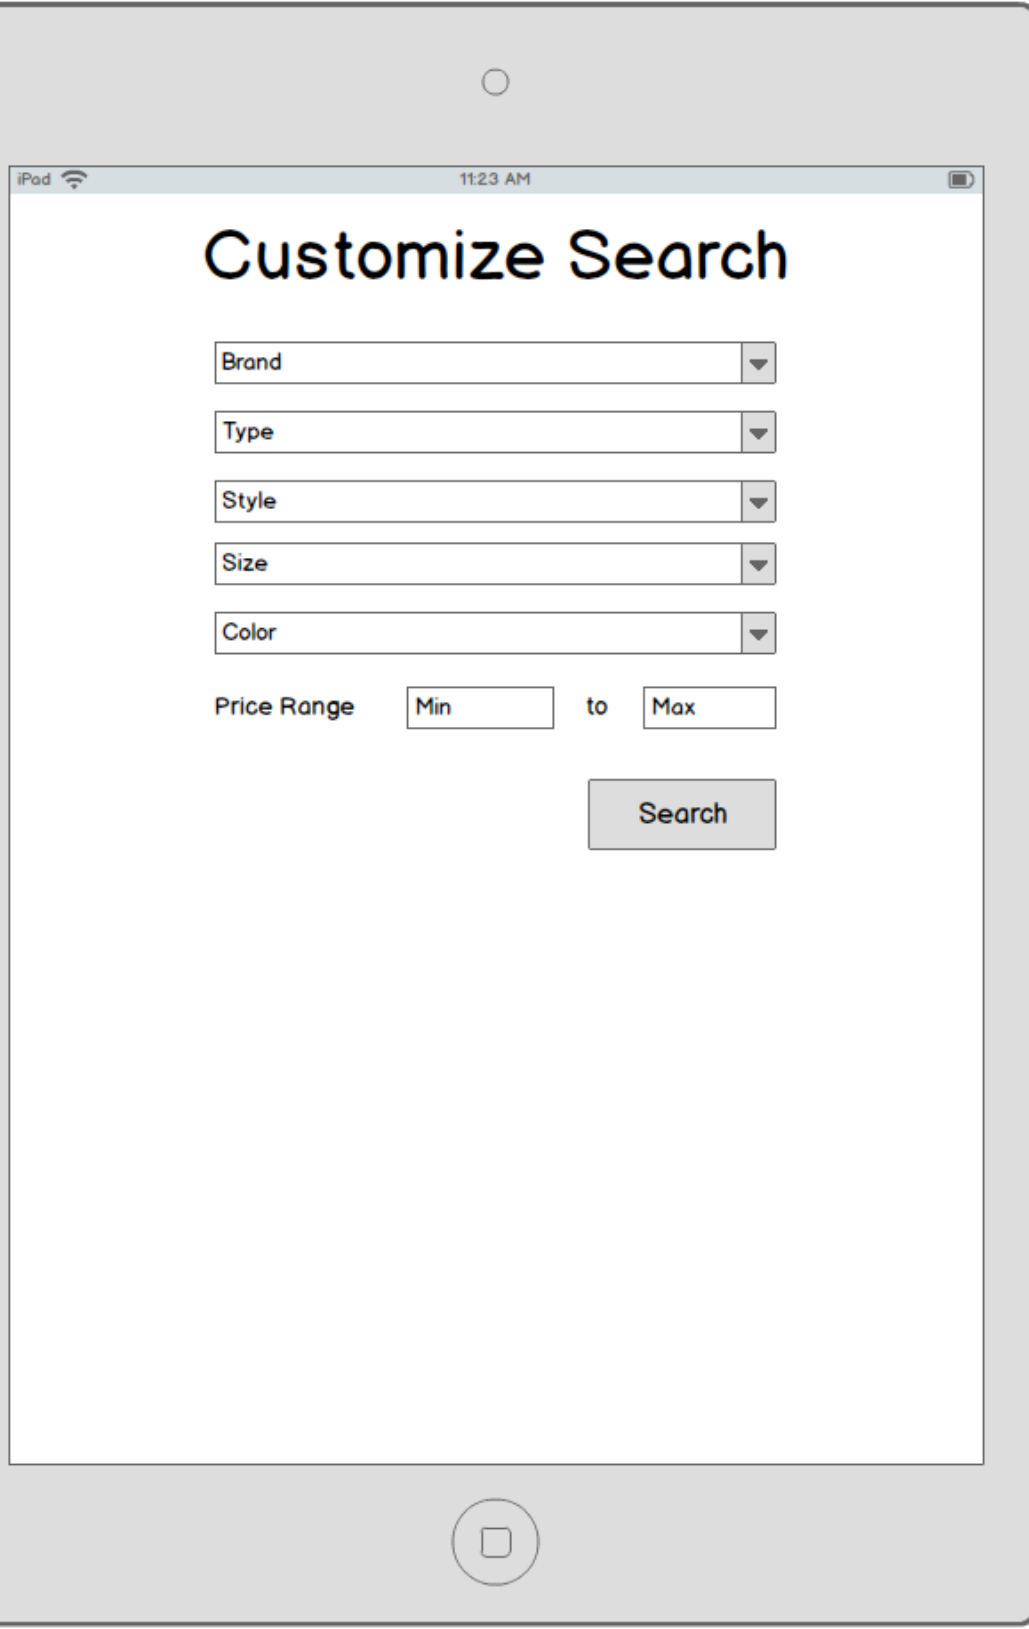 iPad 11:23 AM
Customize Search
Brand
Type
Style
Size
Color
Price Range Min to Max
Search